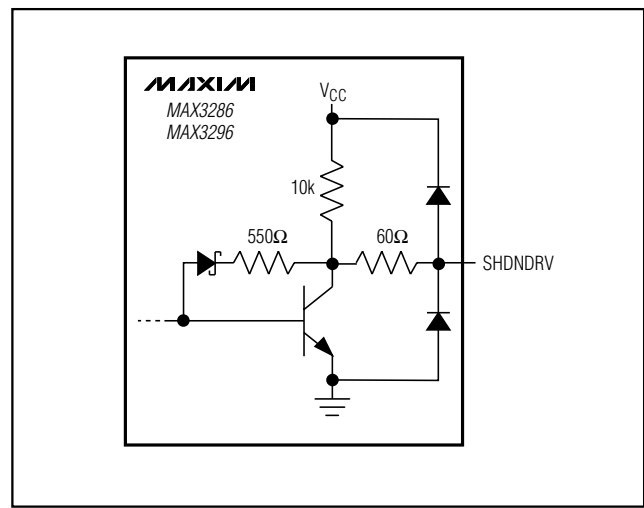 MAXIM
MAX3286
MAX3296
VCC
10k
550Ω
60Ω
SHDNDRV